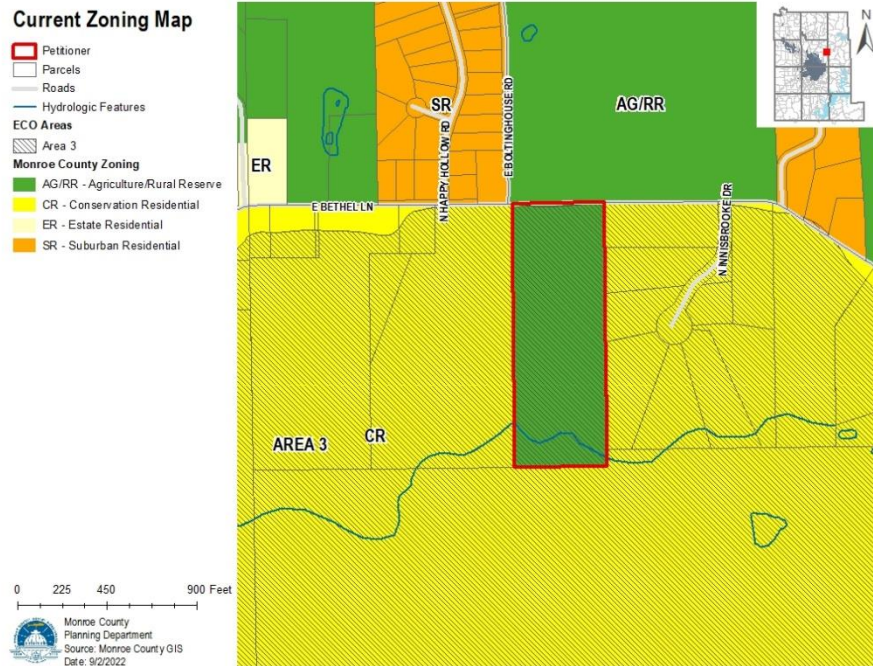 Current Zoning Map
Petitioner
Parcels
Roads
Hydrologic Features
ECO Areas
Area 3
Monroe County Zoning
AG/RR - Agriculture/Rural Reserve
CR - Conservation Residential
ER - Estate Residential
SR - Suburban Residential
N
SR
AG/RR
ER
E BETHEL LN
N HAPPY HOLLOW RD
E BOLTINGHOUSE RD
N INNISBROOKE DR
AREA 3
CR
0 225 450 900 Feet
Monroe County
Planning Department
Source: Monroe County GIS
Date: 9/2/2022